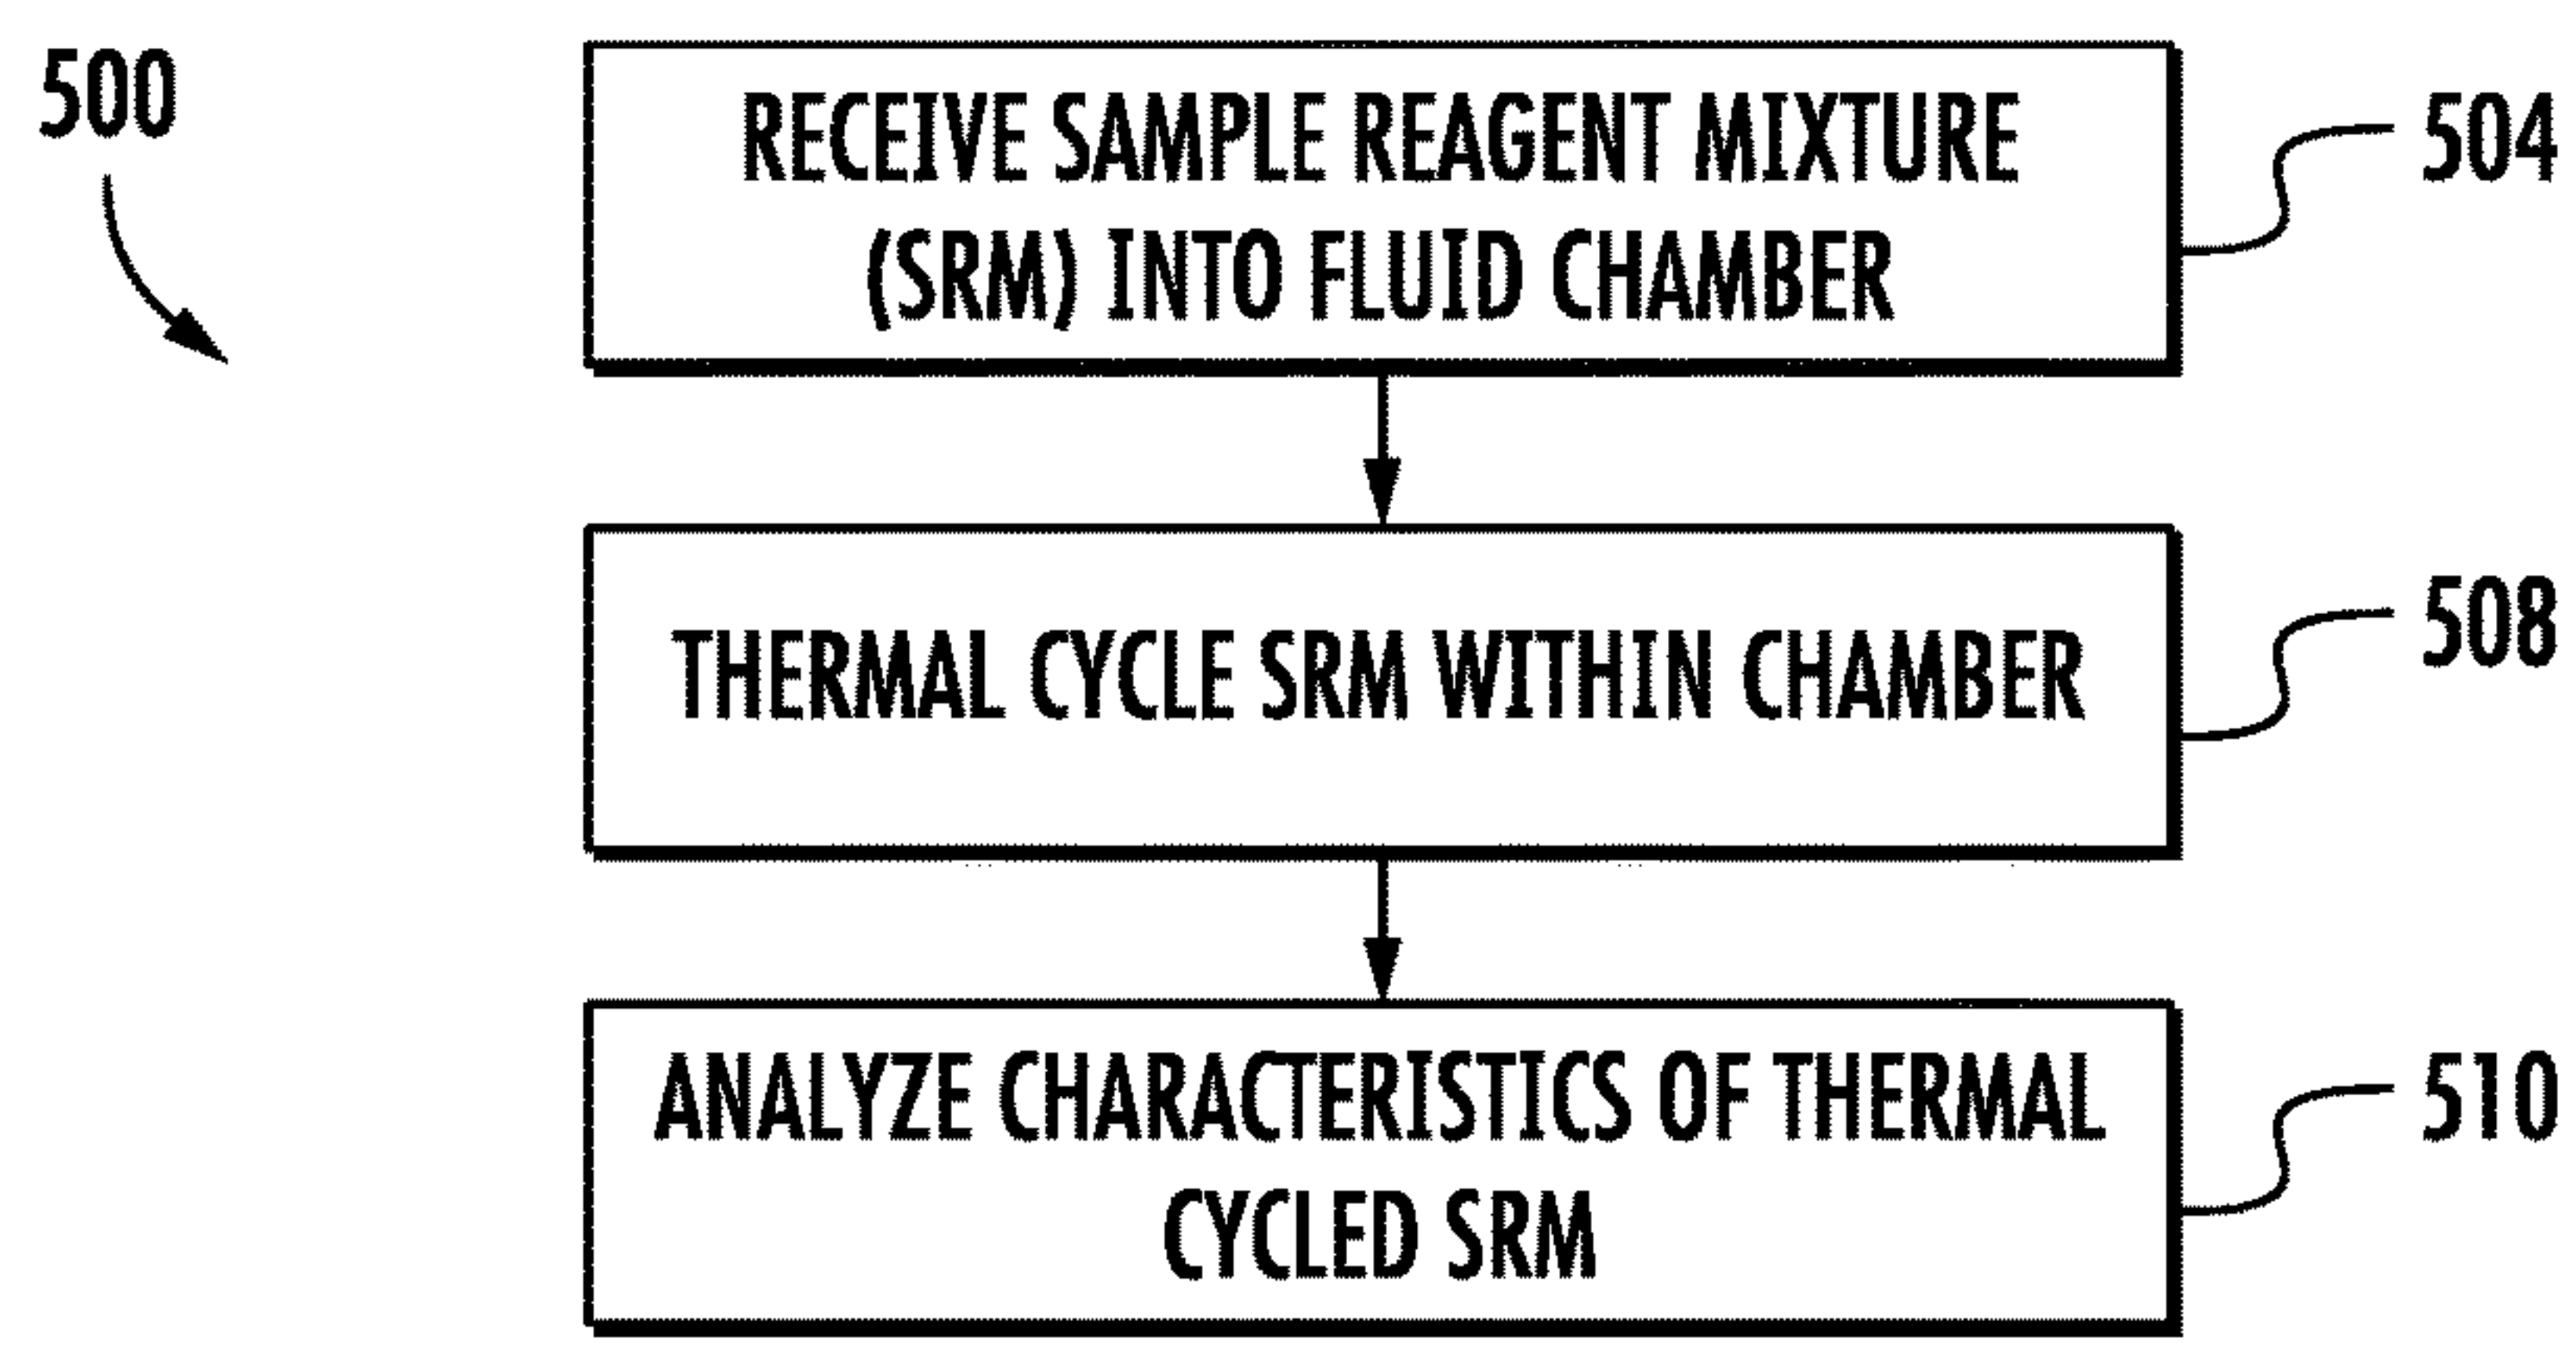 500
RECEIVE SAMPLE REAGENT MIXTURE
(SRM) INTO FLUID CHAMBER
504
THERMAL CYCLE SRM WITHIN CHAMBER
508
ANALYZE CHARACTERISTICS OF THERMAL
CYCLED SRM
510